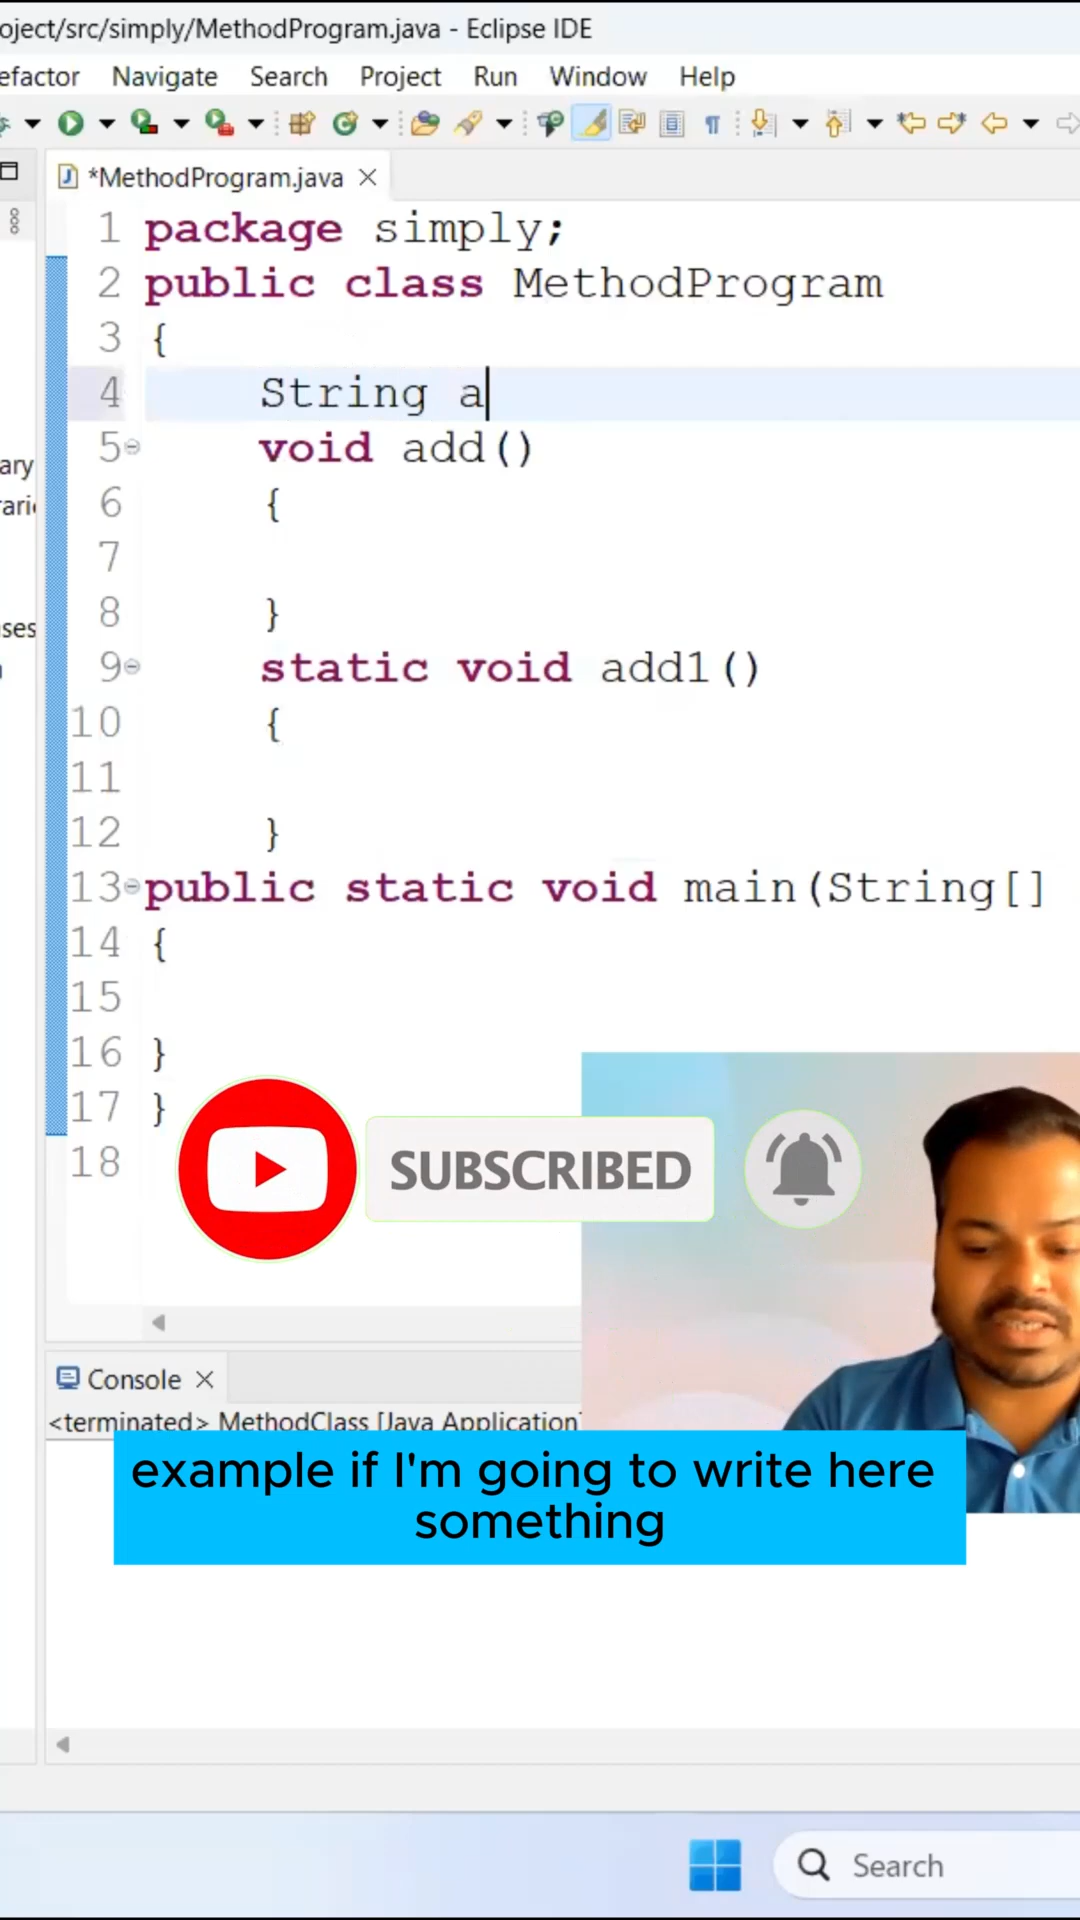 oject/src/simply/MethodProgram.java - Eclipse IDE
efactor Navigate Search Project Run Window Help
*MethodProgram.java
1 package simply;
2 public class MethodProgram
3 {
4 String a
5 void add()
6 {
7
8 }
9 static void add1()
10 {
11
12 }
13 public static void main(String[]
14 {
15
16 }
17 }
18
ary
rari
ses
SUBSCRIBED
Console
<terminated> MethodClass [Java Application]
example if I'm going to write here
something
Search